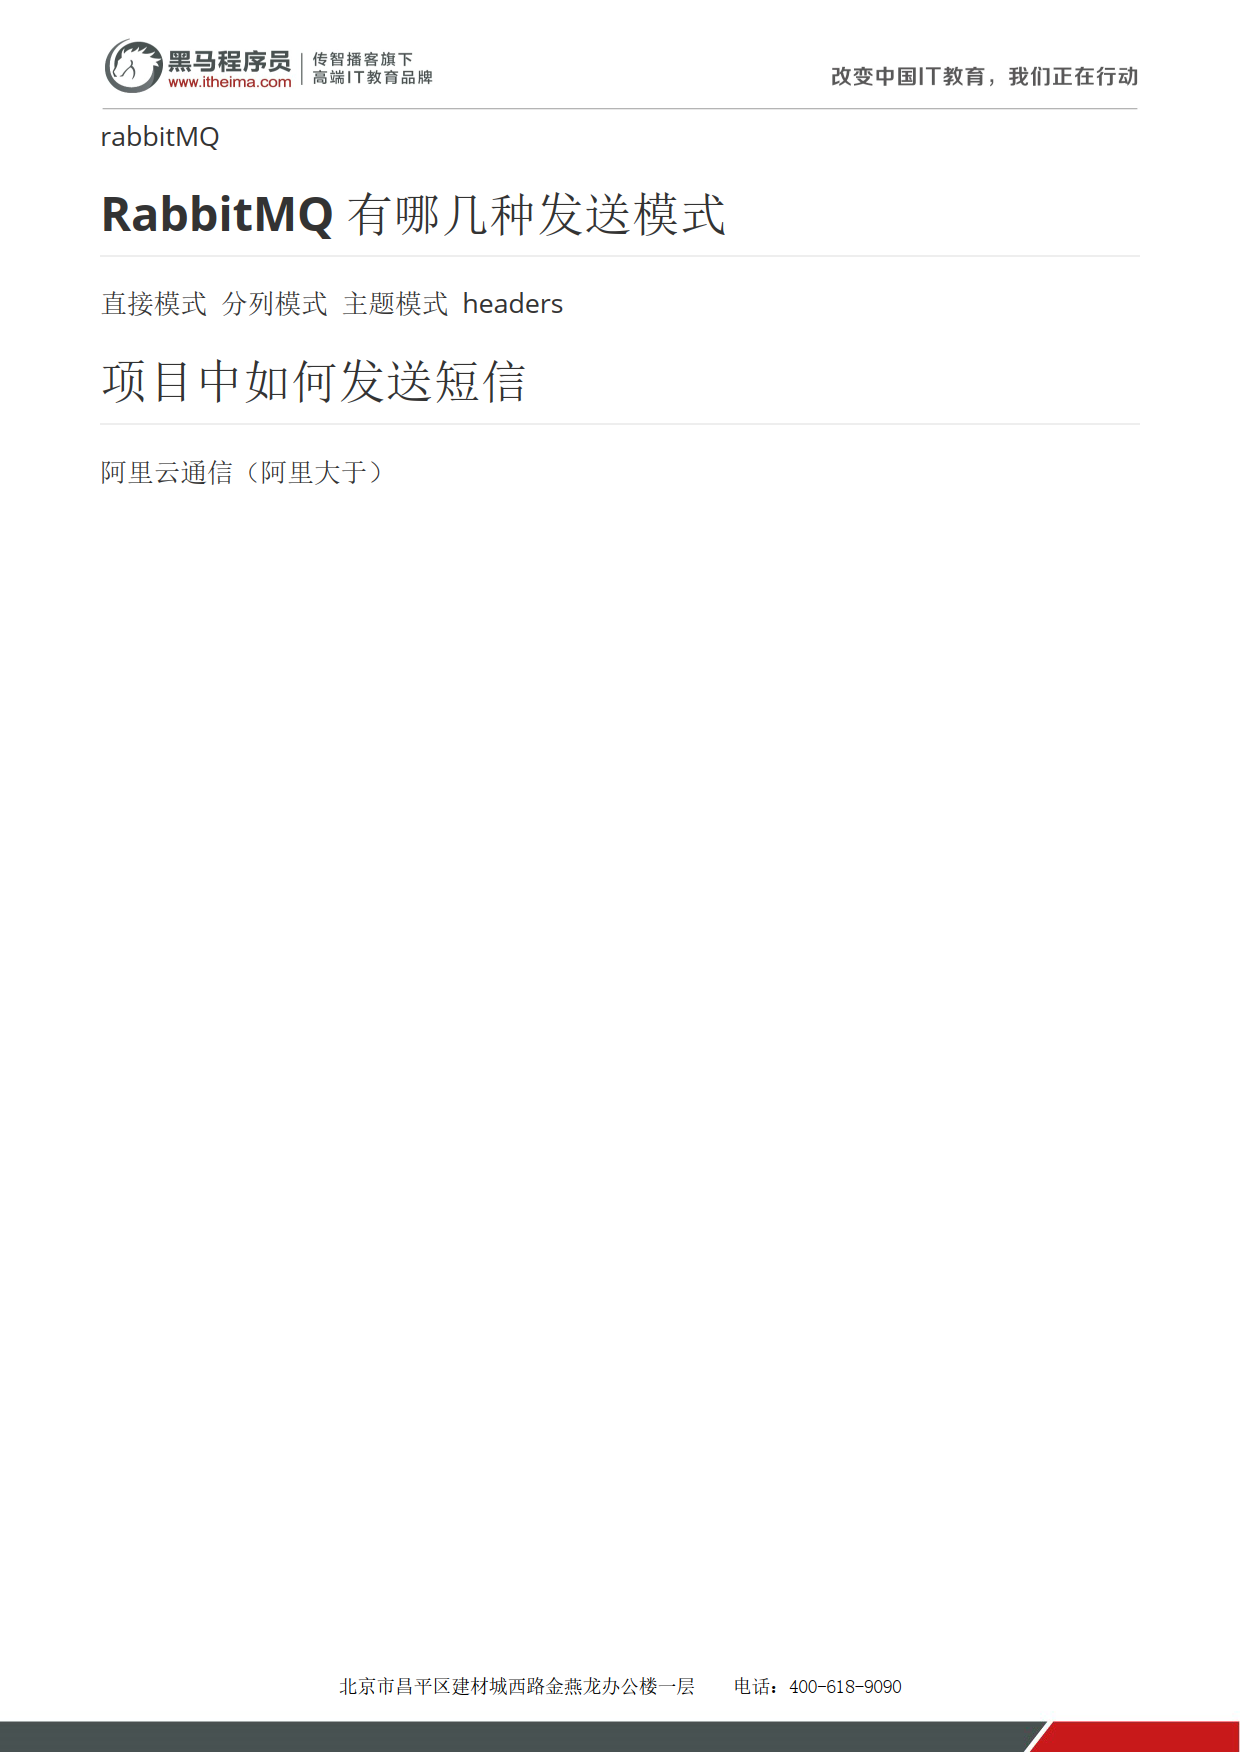 黑马程序员
www.itheima.com
传智播客旗下
高端IT教育品牌
改变中国IT教育，我们正在行动
rabbitMQ
RabbitMQ 有哪几种发送模式
直接模式 分列模式 主题模式 headers
项目中如何发送短信
阿里云通信（阿里大于）
北京市昌平区建材城西路金燕龙办公楼一层 电话：400-618-9090